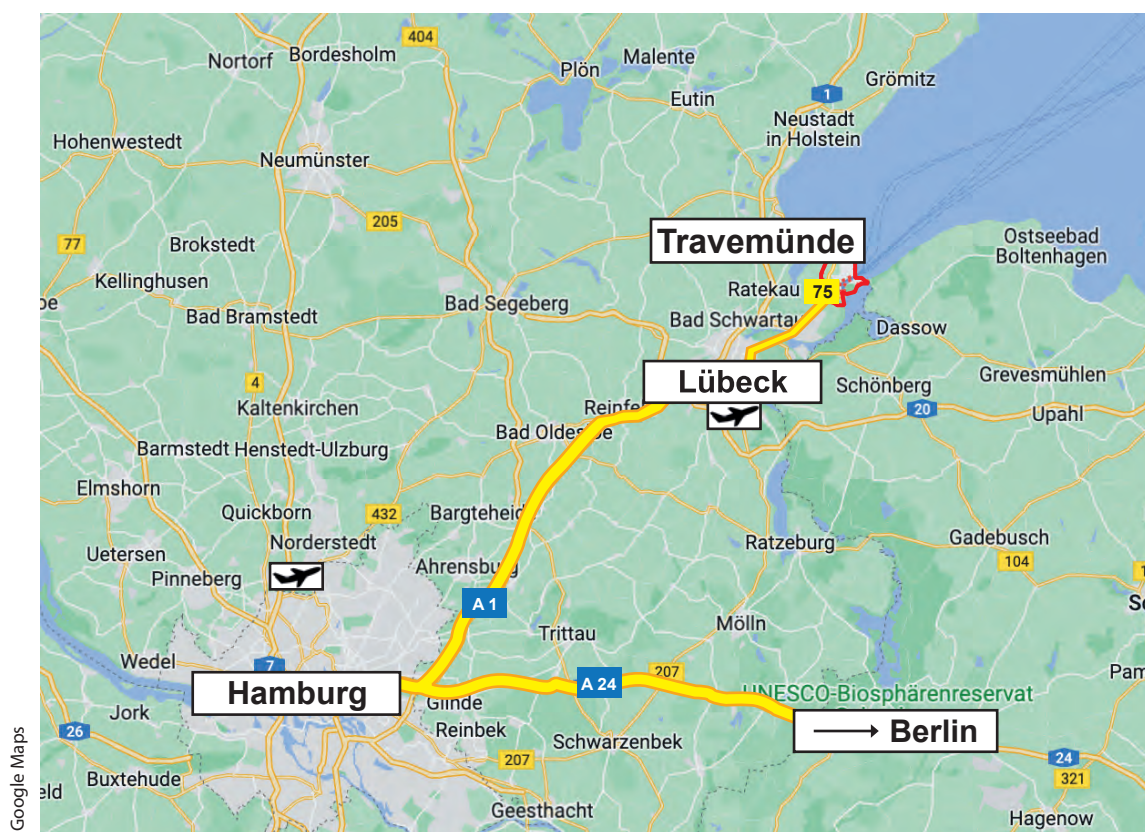 404
Nortorf
Bordesholm
Plön
Malente
Grömitz
1
Eutin
Neustadt
in Holstein
Hohenwestedt
Neumünster
205
77
Brokstedt
Travemünde
Ostseebad
Boltenhagen
Kellinghusen
Ratekau
75
Bad Segeberg
Bad Bramstedt
Bad Schwartau
Dassow
4
Lübeck
Schönberg
Grevesmühlen
Kaltenkirchen
Reinfel
20
Upahl
Barmstedt
Henstedt-Ulzburg
Bad Oldesloe
Elmshorn
Quickborn
432
Bargteheide
Norderstedt
Ratzeburg
Gadebusch
104
Uetersen
Pinneberg
Ahrensburg
A 1
Trittau
Mölln
Wedel
7
Hamburg
A 24
207
UNESCO-Biosphärenreservat
Pam
Jork
Glinde
Reinbek
Berlin
26
Schwarzenbek
207
24
321
Buxtehude
eld
Geesthacht
Hagenow
Google Maps